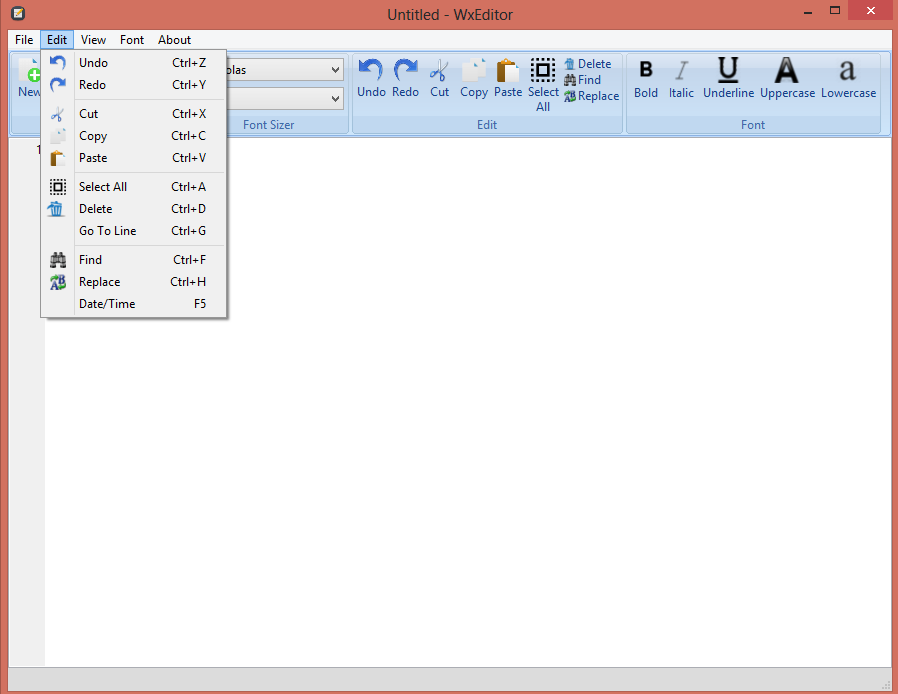 Untitled - WxEditor
File Edit View Font About
Undo Ctrl+Z
Redo Ctrl+Y
Cut Ctrl+X
Copy Ctrl+C
Paste Ctrl+V
Select All Ctrl+A
Delete Ctrl+D
Go To Line Ctrl+G
Find Ctrl+F
Replace Ctrl+H
Date/Time F5
New
olas
Font Sizer
Undo Redo Cut Copy Paste Select
All
Delete
Find
Replace
Edit
B I U A a
Bold Italic Underline Uppercase Lowercase
Font
1